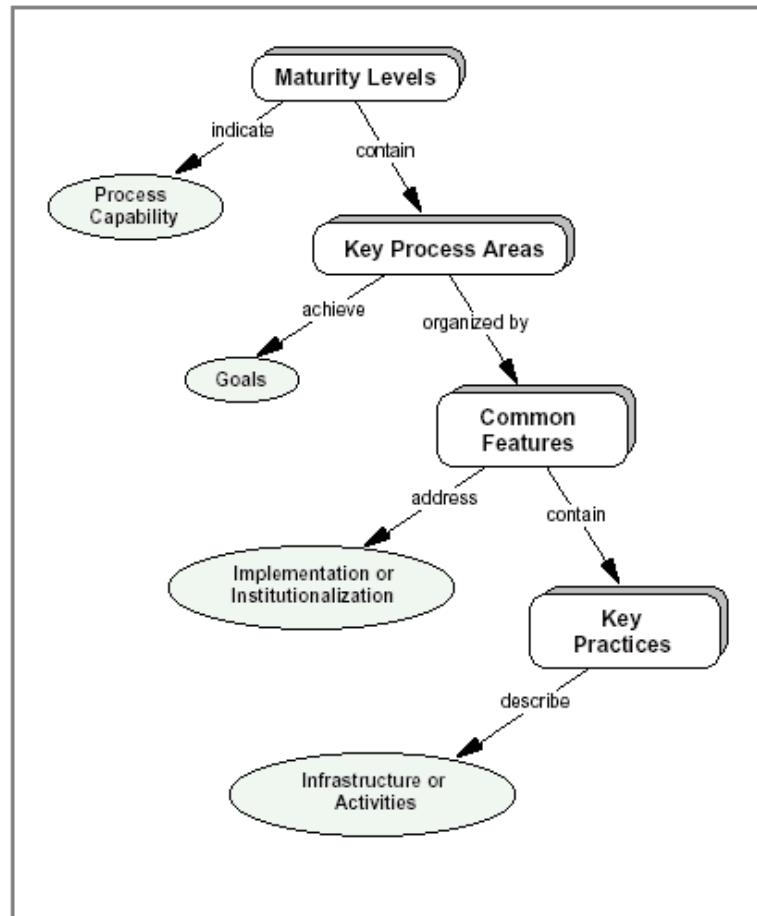 Maturity Levels
indicate
contain
Process
Capability
Key Process Areas
achieve
organized by
Goals
Common
Features
address
contain
Implementation or
Institutionalization
Key
Practices
describe
Infrastructure or
Activities